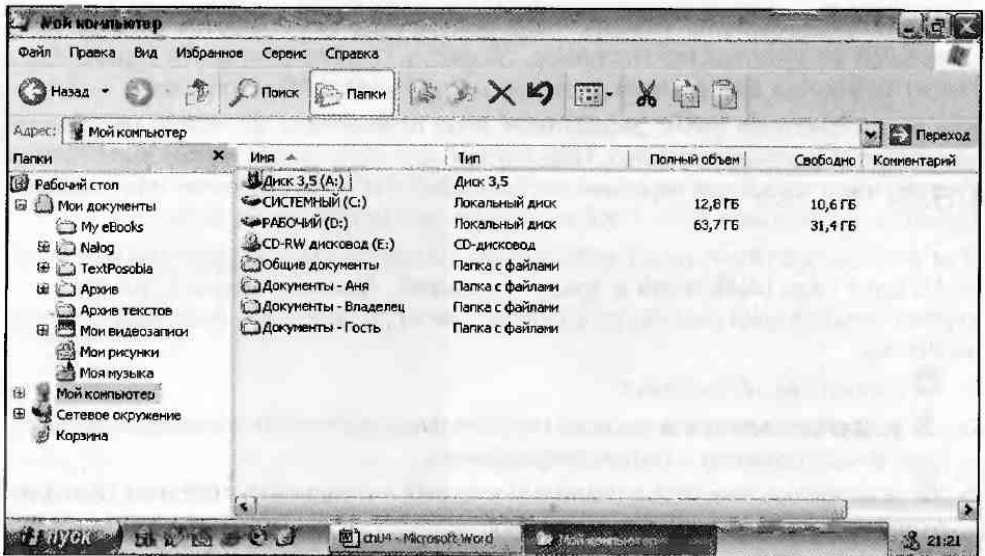 Мой компьютер
Файл Правка Вид Избранное Сервис Справка
Назад Поиск Папки
Адрес: Мой компьютер Переход
Папки Имя Тип Полный объем Свободно Комментарий
Рабочий стол Диск 3,5 (A:) Диск 3,5
Мои документы СИСТЕМНЫЙ (C:) Локальный диск 12,8 ГБ 10,6 ГБ
My eBooks РАБОЧИЙ (D:) Локальный диск 63,7 ГБ 31,4 ГБ
Nalog CD-RW дисковод (E:) CD-дисковод
TextPosobia Общие документы Папка с файлами
Архив Документы - Аня Папка с файлами
Архив текстов Документы - Владелец Папка с файлами
Мои видеозаписи Документы - Гость Папка с файлами
Мои рисунки
Моя музыка
Мой компьютер
Сетевое окружение
Корзина
пуск ch04 - Microsoft Word Мой компьютер 21:21